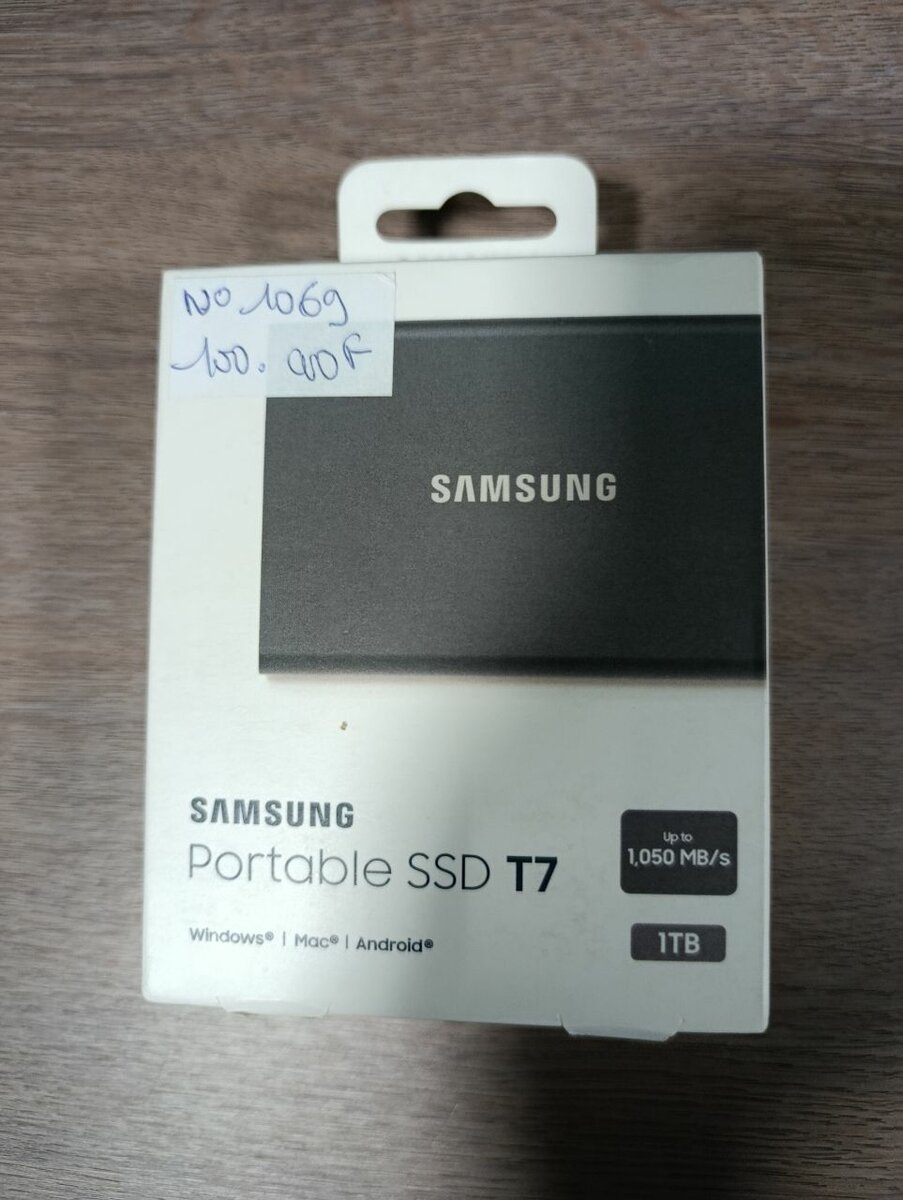 No 1069
100.000F
SAMSUNG
SAMSUNG
Portable SSD T7
Windows® | Mac® | Android®
Up to
1,050 MB/s
1TB